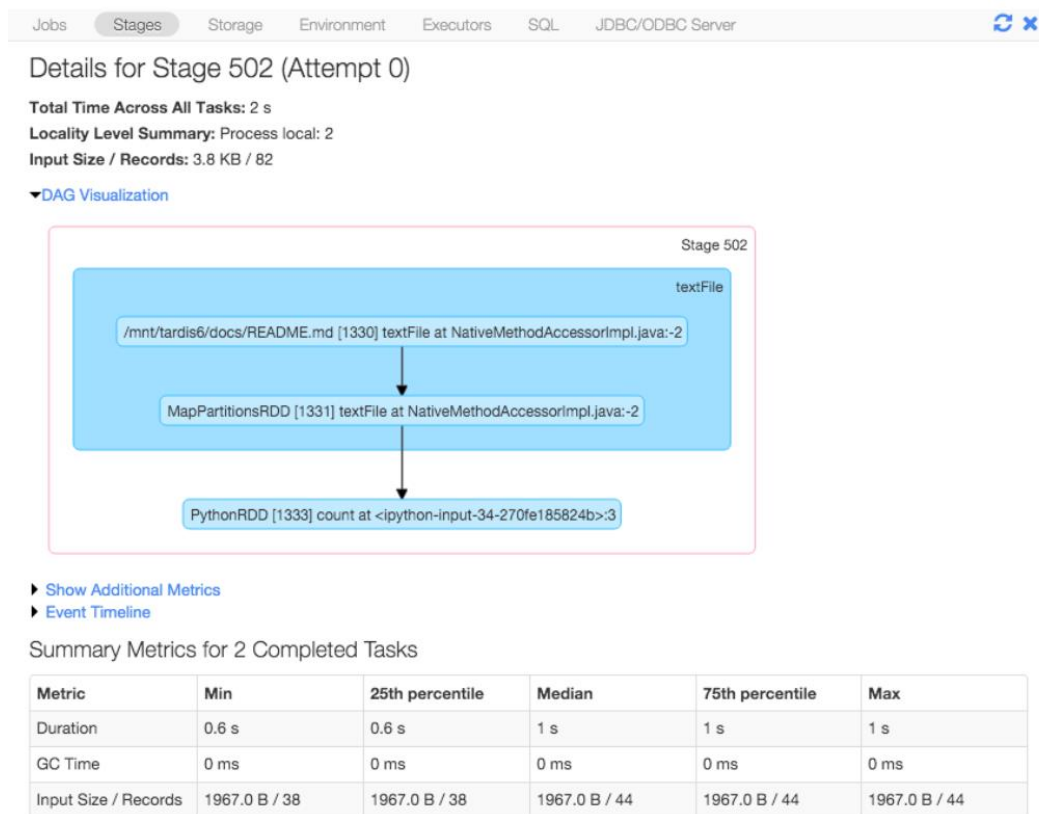 Jobs Stages Storage Environment Executors SQL JDBC/ODBC Server
Details for Stage 502 (Attempt 0)
Total Time Across All Tasks: 2 s
Locality Level Summary: Process local: 2
Input Size / Records: 3.8 KB / 82
DAG Visualization
Stage 502
textFile
/mnt/tardis6/docs/README.md [1330] textFile at NativeMethodAccessorImpl.java:-2
MapPartitionsRDD [1331] textFile at NativeMethodAccessorImpl.java:-2
PythonRDD [1333] count at <ipython-input-34-270fe185824b>:3
Show Additional Metrics
Event Timeline
Summary Metrics for 2 Completed Tasks
Metric Min 25th percentile Median 75th percentile Max
Duration 0.6 s 0.6 s 1 s 1 s 1 s
GC Time 0 ms 0 ms 0 ms 0 ms 0 ms
Input Size / Records 1967.0 B / 38 1967.0 B / 38 1967.0 B / 44 1967.0 B / 44 1967.0 B / 44